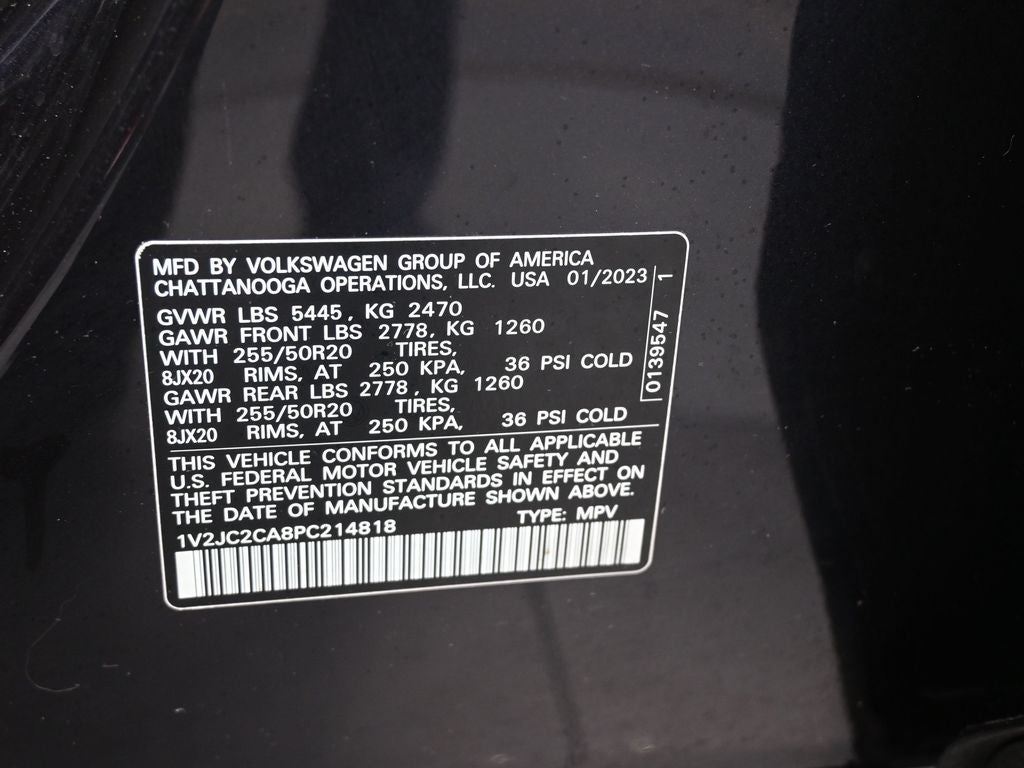 MFD BY VOLKSWAGEN GROUP OF AMERICA
CHATTANOOGA OPERATIONS, LLC. USA 01/2023
GVWR LBS 5445, KG 2470
GAWR FRONT LBS 2778, KG 1260
WITH 255/50R20 TIRES,
8JX20 RIMS, AT 250 KPA, 36 PSI COLD
GAWR REAR LBS 2778, KG 1260
WITH 255/50R20 TIRES,
8JX20 RIMS, AT 250 KPA, 36 PSI COLD
0139547 1
THIS VEHICLE CONFORMS TO ALL APPLICABLE
U.S. FEDERAL MOTOR VEHICLE SAFETY AND
THEFT PREVENTION STANDARDS IN EFFECT ON
THE DATE OF MANUFACTURE SHOWN ABOVE.
1V2JC2CA8PC214818 TYPE: MPV